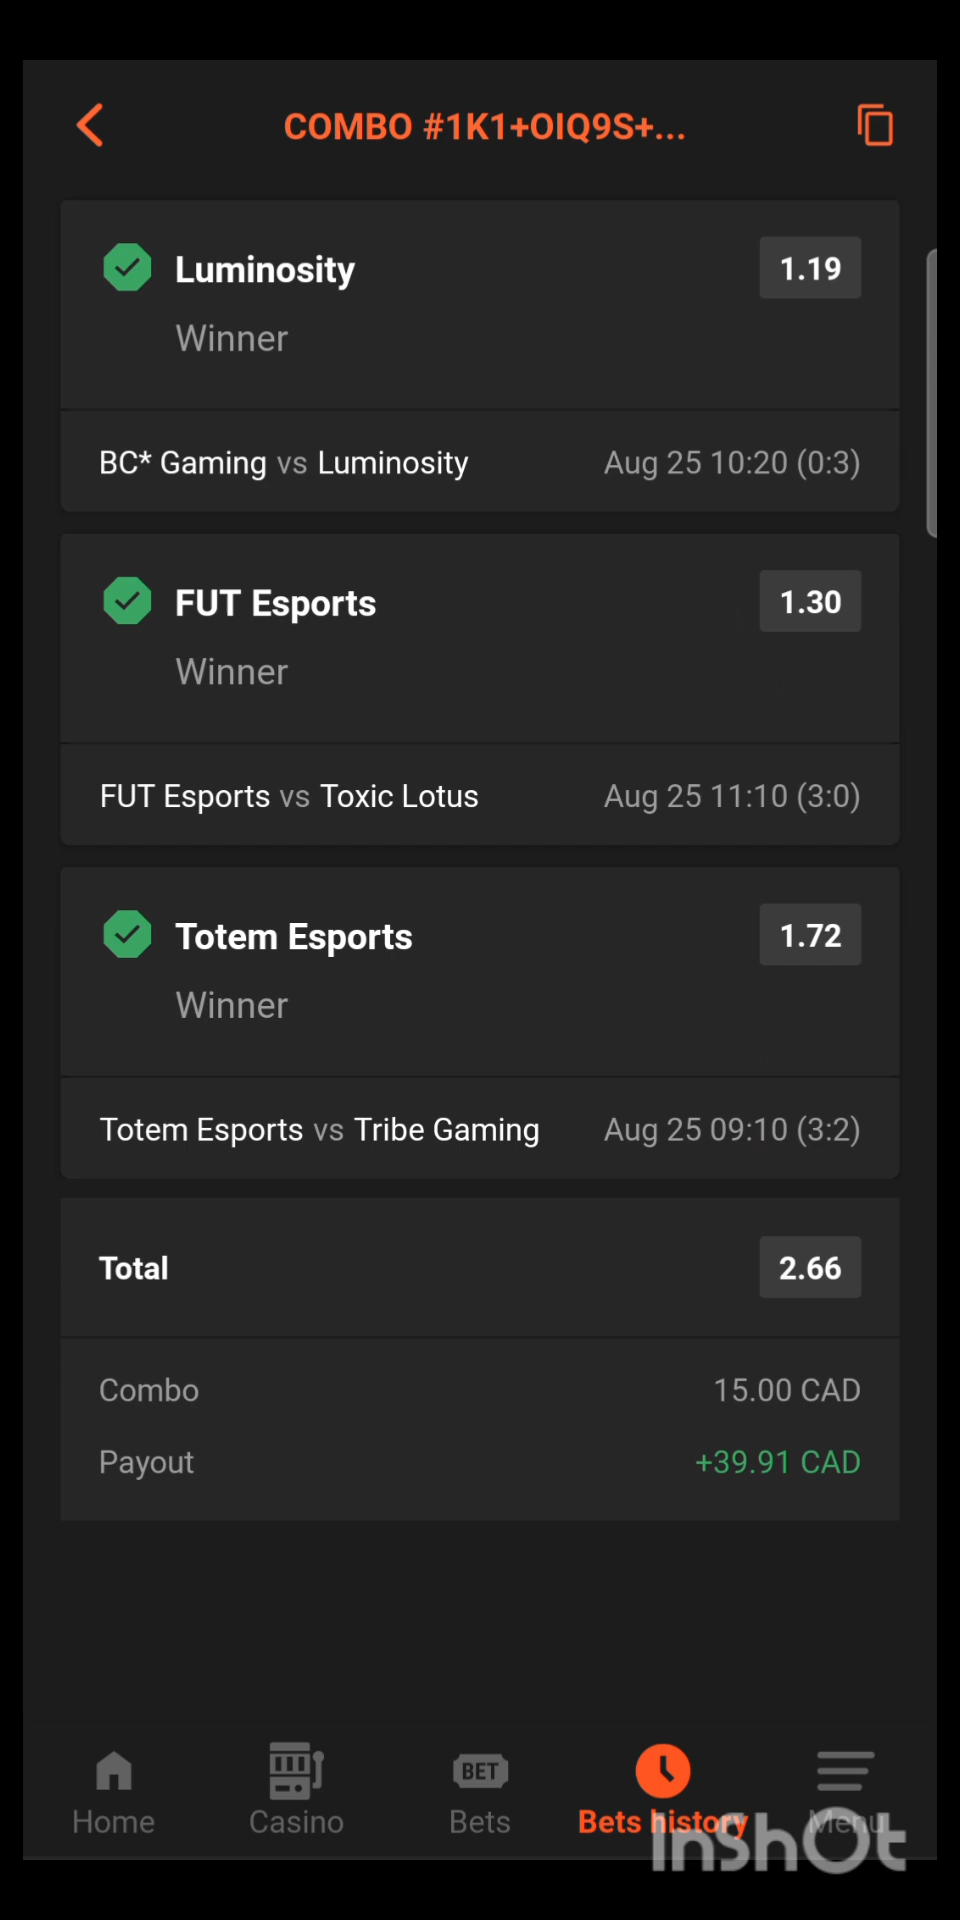 COMBO #1K1+OIQ9S+...
Luminosity 1.19
Winner
BC* Gaming vs Luminosity Aug 25 10:20 (0:3)
FUT Esports 1.30
Winner
FUT Esports vs Toxic Lotus Aug 25 11:10 (3:0)
Totem Esports 1.72
Winner
Totem Esports vs Tribe Gaming Aug 25 09:10 (3:2)
Total 2.66
Combo 15.00 CAD
Payout +39.91 CAD
BET
Home Casino Bets Bets history Menu
InShOt